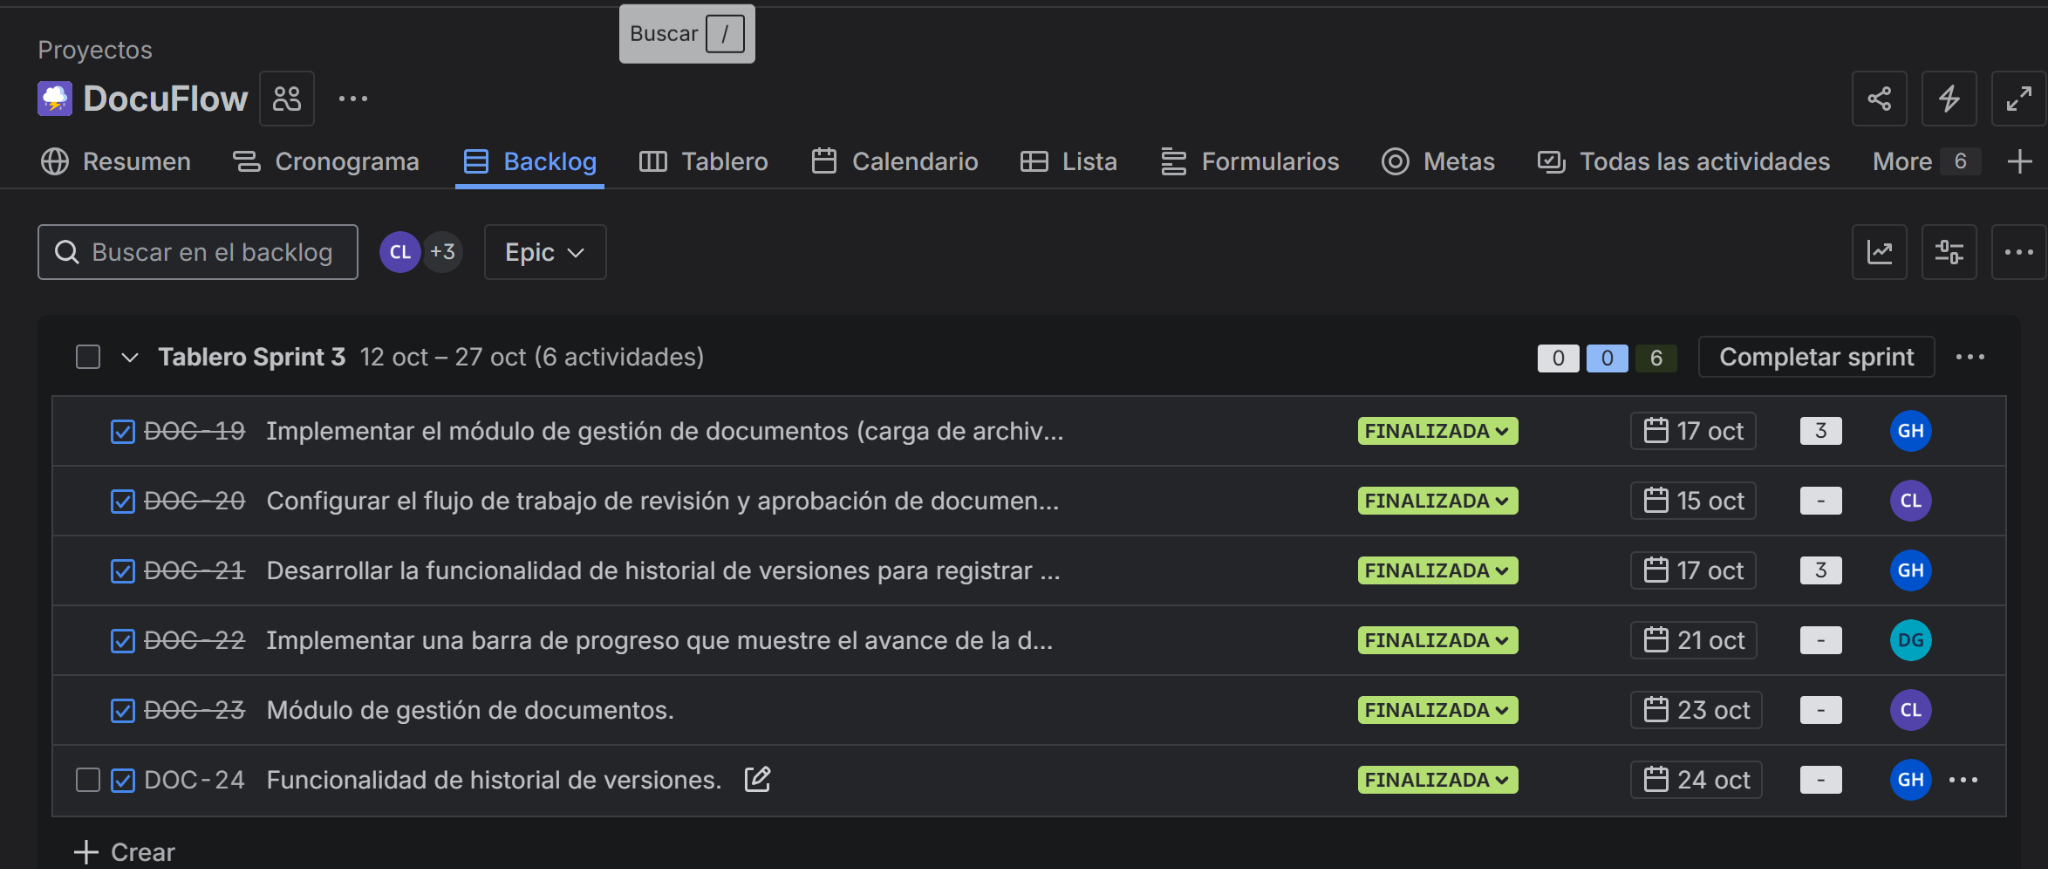 Buscar /
Proyectos
DocuFlow
Resumen Cronograma Backlog Tablero Calendario Lista Formularios Metas Todas las actividades More 6
Buscar en el backlog CL +3 Epic
Tablero Sprint 3 12 oct – 27 oct (6 actividades) 0 0 6 Completar sprint
DOC-19 Implementar el módulo de gestión de documentos (carga de archiv... FINALIZADA 17 oct 3 GH
DOC-20 Configurar el flujo de trabajo de revisión y aprobación de documen... FINALIZADA 15 oct - CL
DOC-21 Desarrollar la funcionalidad de historial de versiones para registrar ... FINALIZADA 17 oct 3 GH
DOC-22 Implementar una barra de progreso que muestre el avance de la d... FINALIZADA 21 oct - DG
DOC-23 Módulo de gestión de documentos. FINALIZADA 23 oct - CL
DOC-24 Funcionalidad de historial de versiones. FINALIZADA 24 oct - GH
Crear